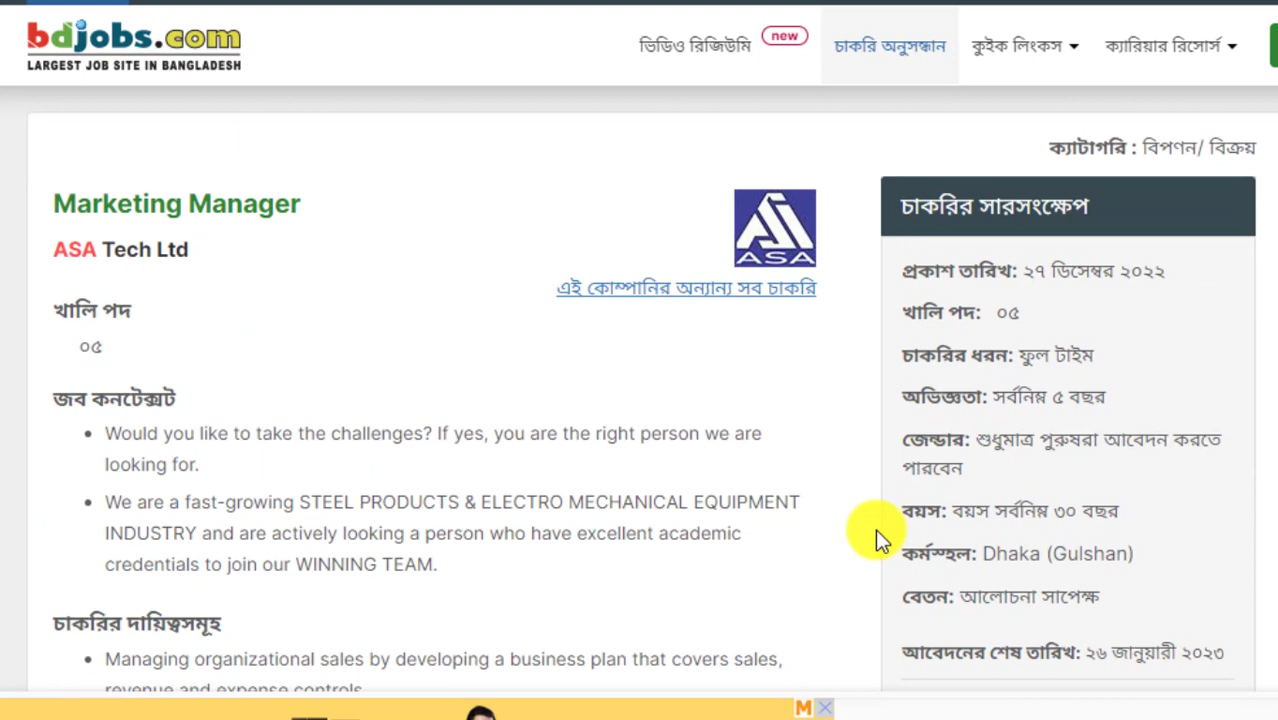 bdjobs.com
LARGEST JOB SITE IN BANGLADESH
ভিডিও রিজিউমি new চাকরি অনুসন্ধান কুইক লিংকস ক্যারিয়ার রিসোর্স
ক্যাটাগরি : বিপণন/ বিক্রয়
Marketing Manager
ASA Tech Ltd
ASA
এই কোম্পানির অন্যান্য সব চাকরি
খালি পদ
০৫
জব কনটেক্সট
Would you like to take the challenges? If yes, you are the right person we are
looking for.
We are a fast-growing STEEL PRODUCTS & ELECTRO MECHANICAL EQUIPMENT
INDUSTRY and are actively looking a person who have excellent academic
credentials to join our WINNING TEAM.
চাকরির দায়িত্বসমূহ
Managing organizational sales by developing a business plan that covers sales,
revenue and expense controls.
চাকরির সারসংক্ষেপ
প্রকাশ তারিখ: ২৭ ডিসেম্বর ২০২২
খালি পদ: ০৫
চাকরির ধরন: ফুল টাইম
অভিজ্ঞতা: সর্বনিম্ন ৫ বছর
জেন্ডার: শুধুমাত্র পুরুষরা আবেদন করতে
পারবেন
বয়স: বয়স সর্বনিম্ন ৩০ বছর
কর্মস্হল: Dhaka (Gulshan)
বেতন: আলোচনা সাপেক্ষ
আবেদনের শেষ তারিখ: ২৬ জানুয়ারী ২০২৩
M